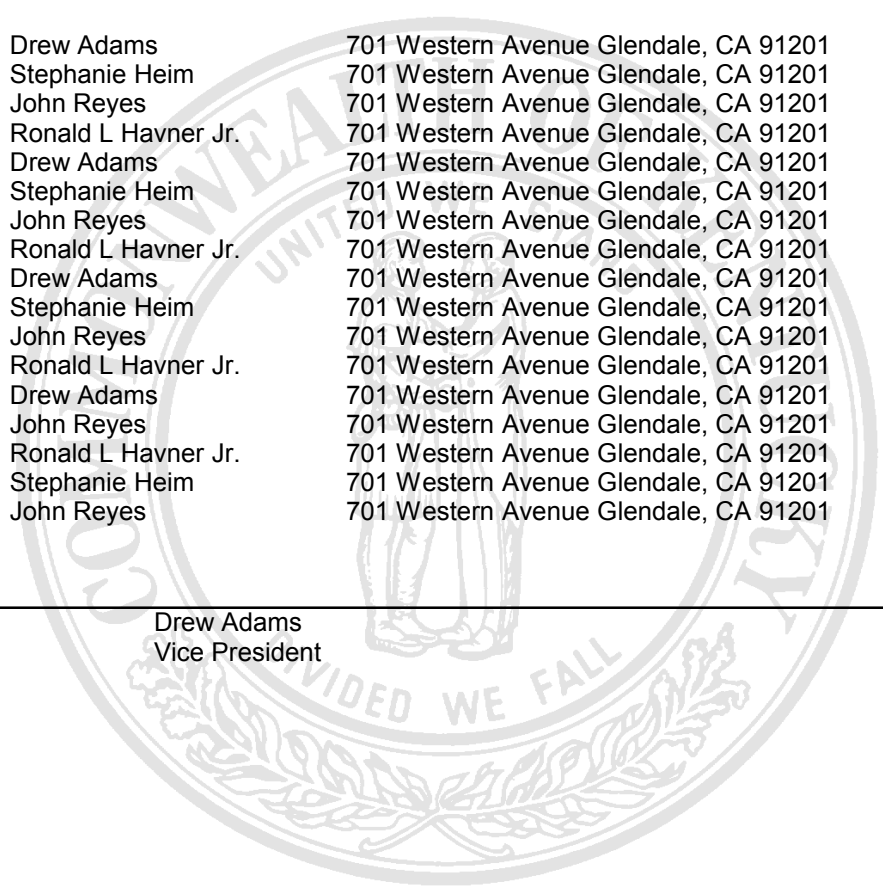 Drew Adams 701 Western Avenue Glendale, CA 91201
Stephanie Heim 701 Western Avenue Glendale, CA 91201
John Reyes 701 Western Avenue Glendale, CA 91201
Ronald L Havner Jr. 701 Western Avenue Glendale, CA 91201
Drew Adams 701 Western Avenue Glendale, CA 91201
Stephanie Heim 701 Western Avenue Glendale, CA 91201
John Reyes 701 Western Avenue Glendale, CA 91201
Ronald L Havner Jr. 701 Western Avenue Glendale, CA 91201
Drew Adams 701 Western Avenue Glendale, CA 91201
Stephanie Heim 701 Western Avenue Glendale, CA 91201
John Reyes 701 Western Avenue Glendale, CA 91201
Ronald L Havner Jr. 701 Western Avenue Glendale, CA 91201
Drew Adams 701 Western Avenue Glendale, CA 91201
John Reyes 701 Western Avenue Glendale, CA 91201
Ronald L Havner Jr. 701 Western Avenue Glendale, CA 91201
Stephanie Heim 701 Western Avenue Glendale, CA 91201
John Reyes 701 Western Avenue Glendale, CA 91201
Drew Adams
Vice President
COMMONWEALTH OF KENTUCKY
UNITED WE STAND
DIVIDED WE FALL